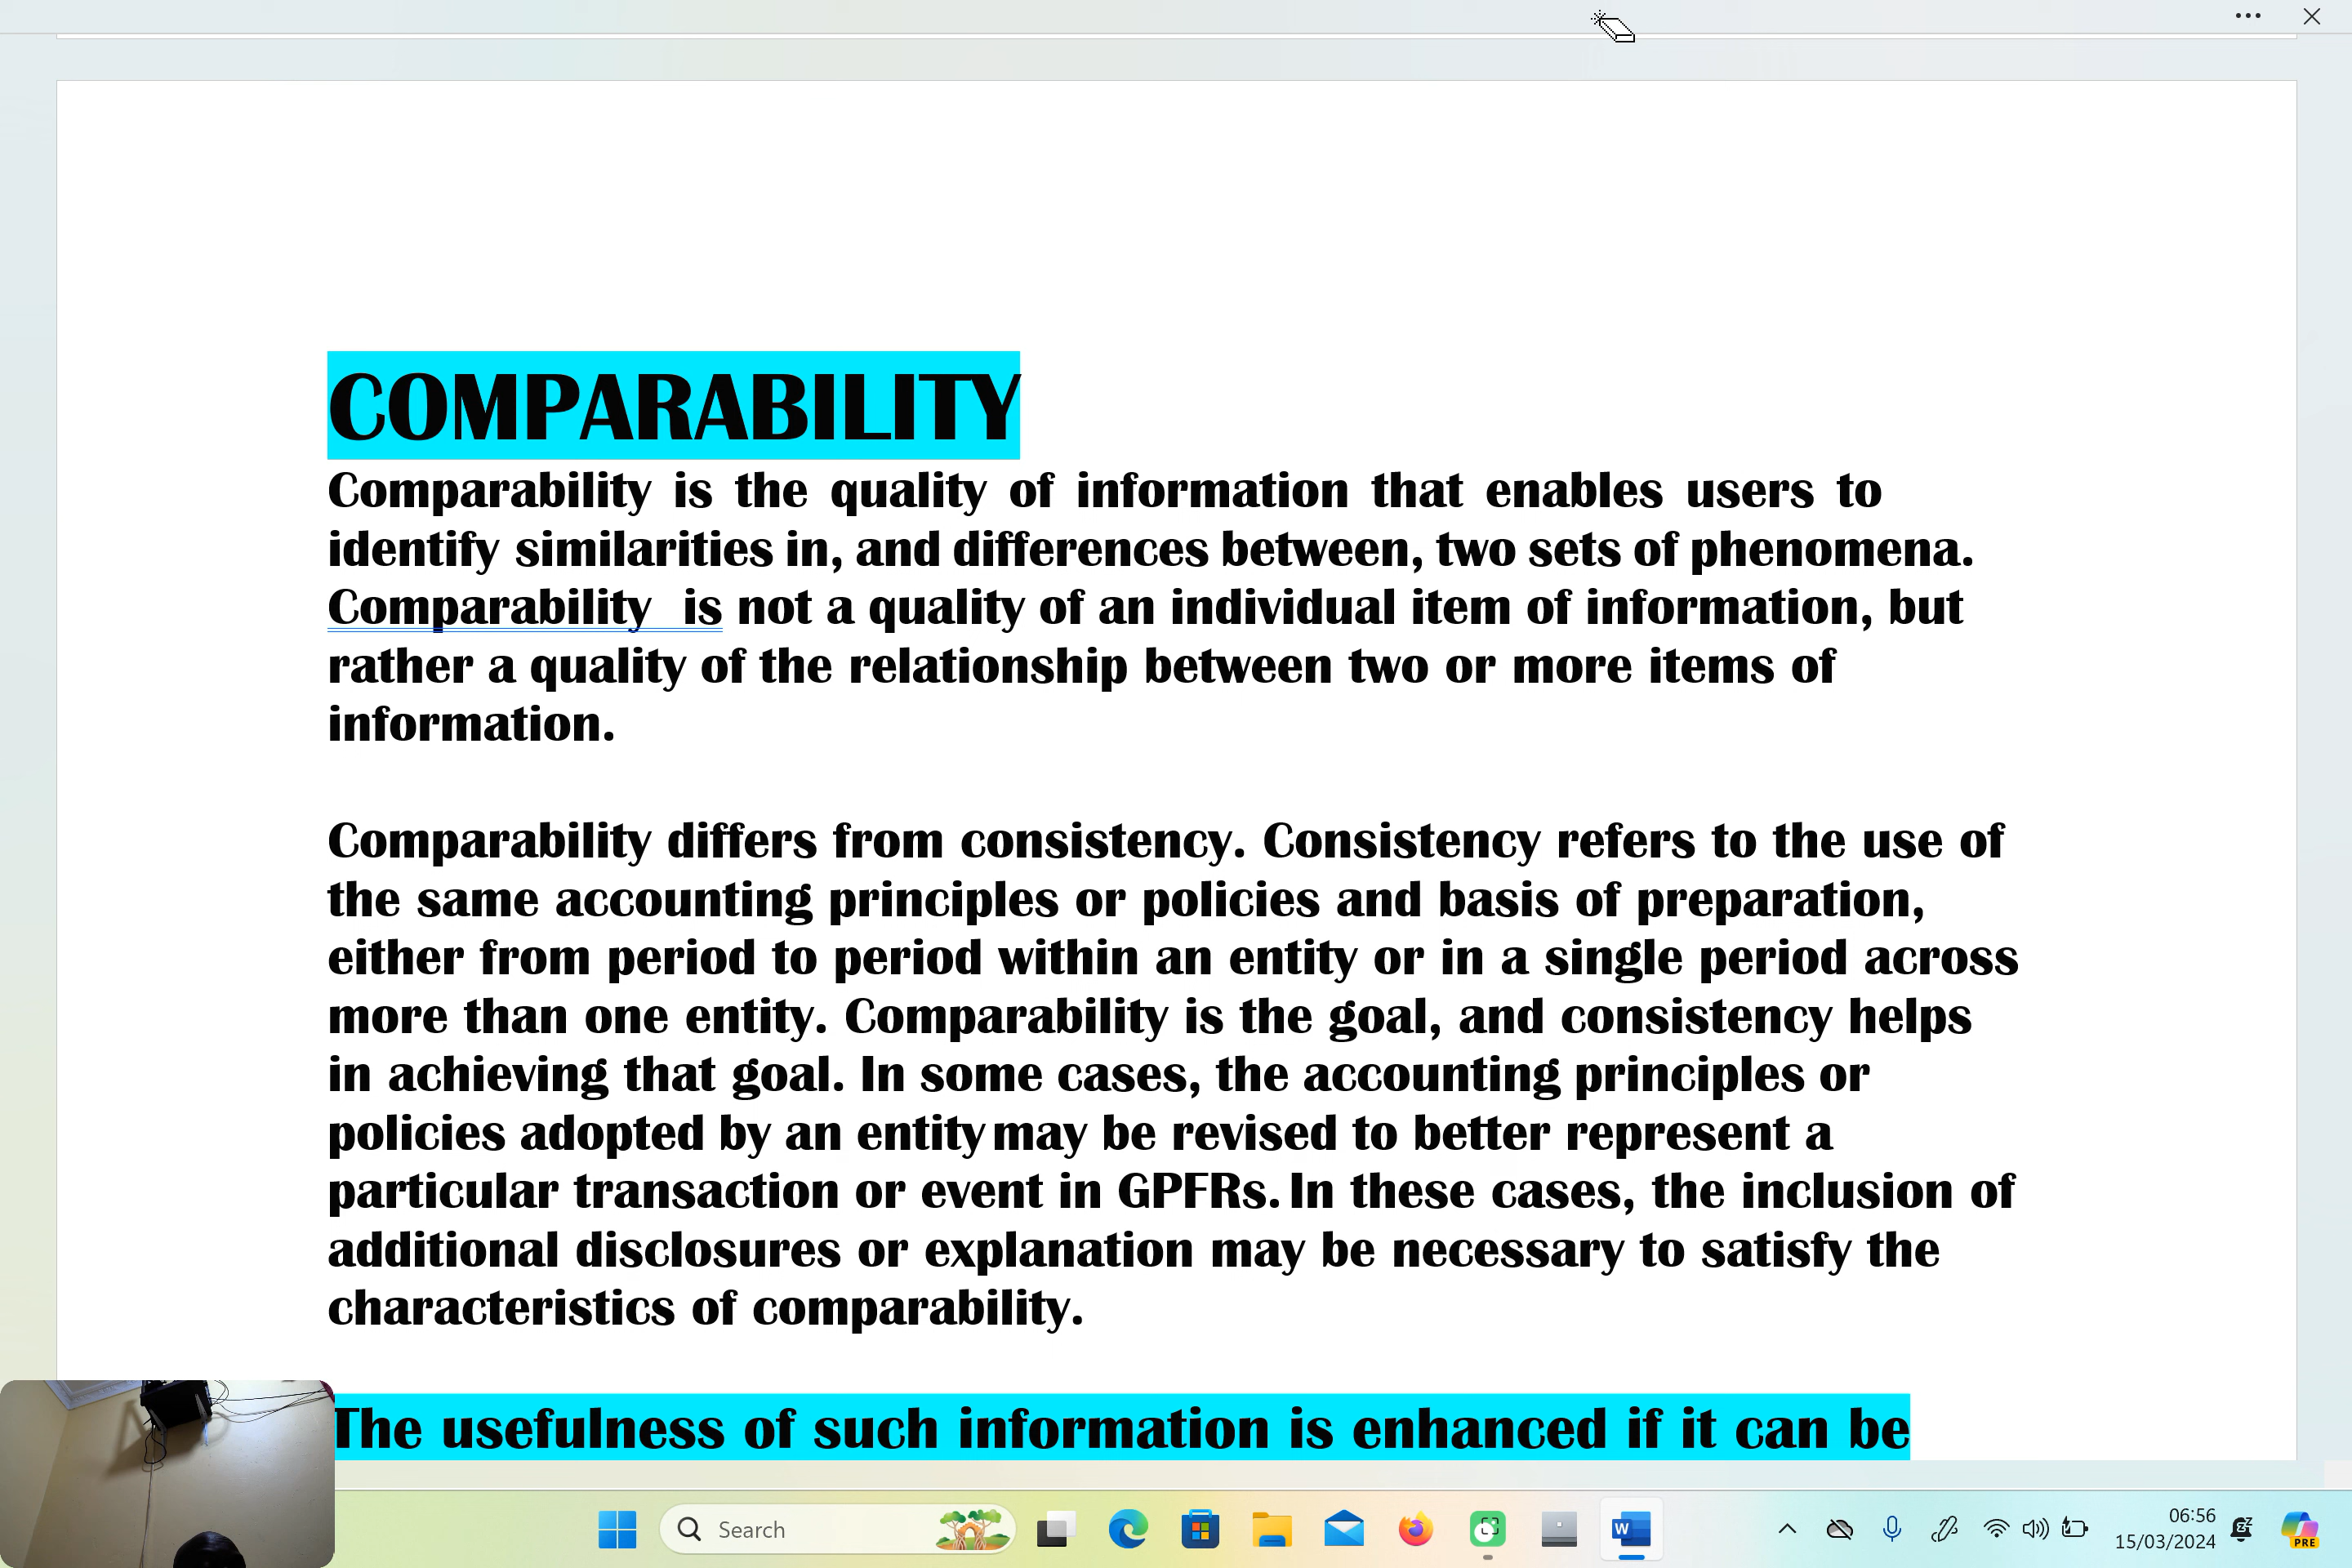 COMPARABILITY
Comparability is the quality of information that enables users to
identify similarities in, and differences between, two sets of phenomena.
Comparability is not a quality of an individual item of information, but
rather a quality of the relationship between two or more items of
information.
Comparability differs from consistency. Consistency refers to the use of
the same accounting principles or policies and basis of preparation,
either from period to period within an entity or in a single period across
more than one entity. Comparability is the goal, and consistency helps
in achieving that goal. In some cases, the accounting principles or
policies adopted by an entity may be revised to better represent a
particular transaction or event in GPFRs. In these cases, the inclusion of
additional disclosures or explanation may be necessary to satisfy the
characteristics of comparability.
The usefulness of such information is enhanced if it can be
Search
W
06:56
15/03/2024
PRE